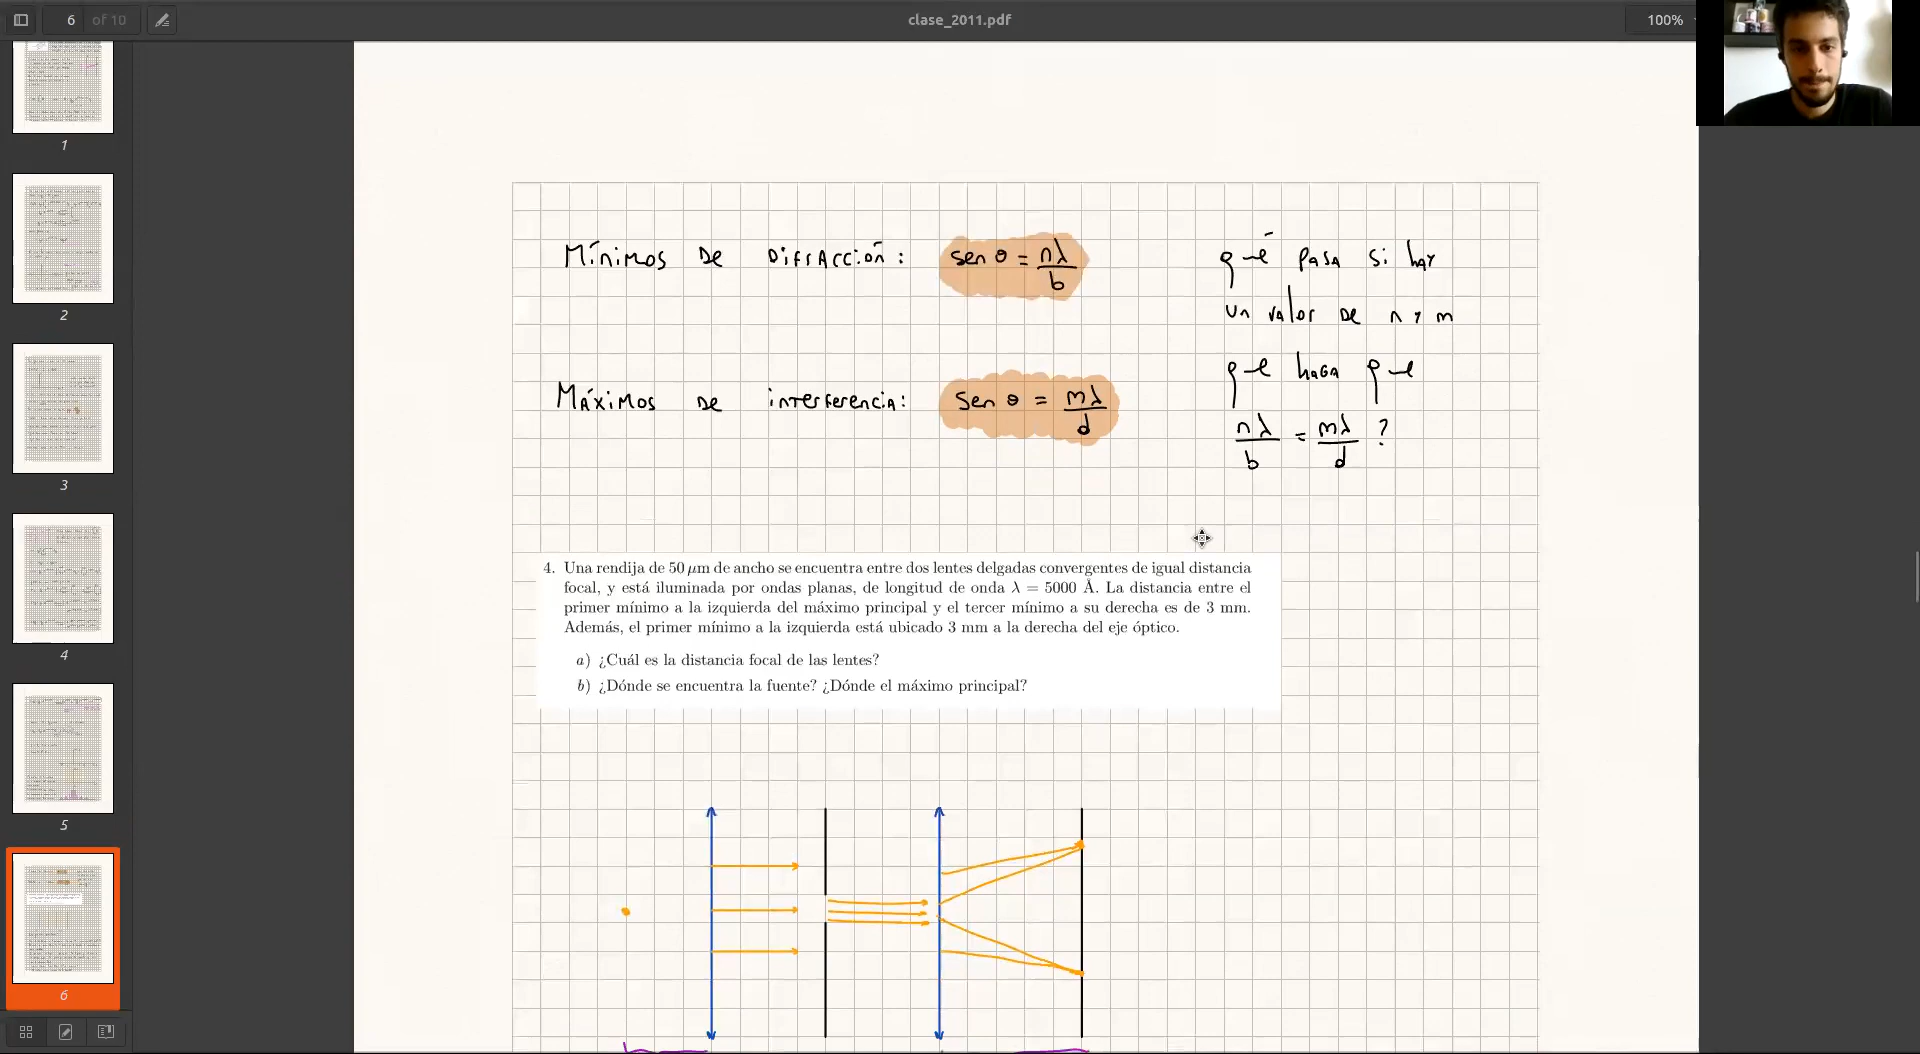 6 of 10
clase_2011.pdf
100%
1
2
3
4
5
6
Mínimos De Difracción: sen θ = nλ/b
Máximos De interferencia: sen θ = mλ/d
qué pasa si hay
un valor de n y m
que haga que
nλ/b = mλ/d ?
4. Una rendija de 50 μm de ancho se encuentra entre dos lentes delgadas convergentes de igual distancia
focal, y está iluminada por ondas planas, de longitud de onda λ = 5000 Å. La distancia entre el
primer mínimo a la izquierda del máximo principal y el tercer mínimo a su derecha es de 3 mm.
Además, el primer mínimo a la izquierda está ubicado 3 mm a la derecha del eje óptico.
a) ¿Cuál es la distancia focal de las lentes?
b) ¿Dónde se encuentra la fuente? ¿Dónde el máximo principal?